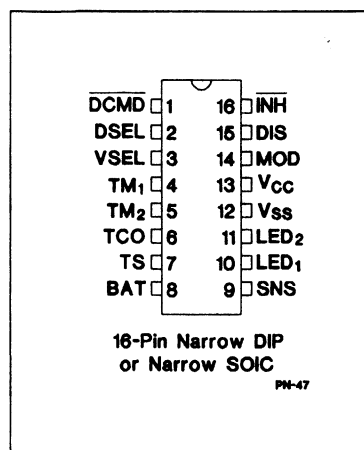 DCMD 1 16 INH
DSEL 2 15 DIS
VSEL 3 14 MOD
TM1 4 13 VCC
TM2 5 12 VSS
TCO 6 11 LED2
TS 7 10 LED1
BAT 8 9 SNS
16-Pin Narrow DIP
or Narrow SOIC
PN-47